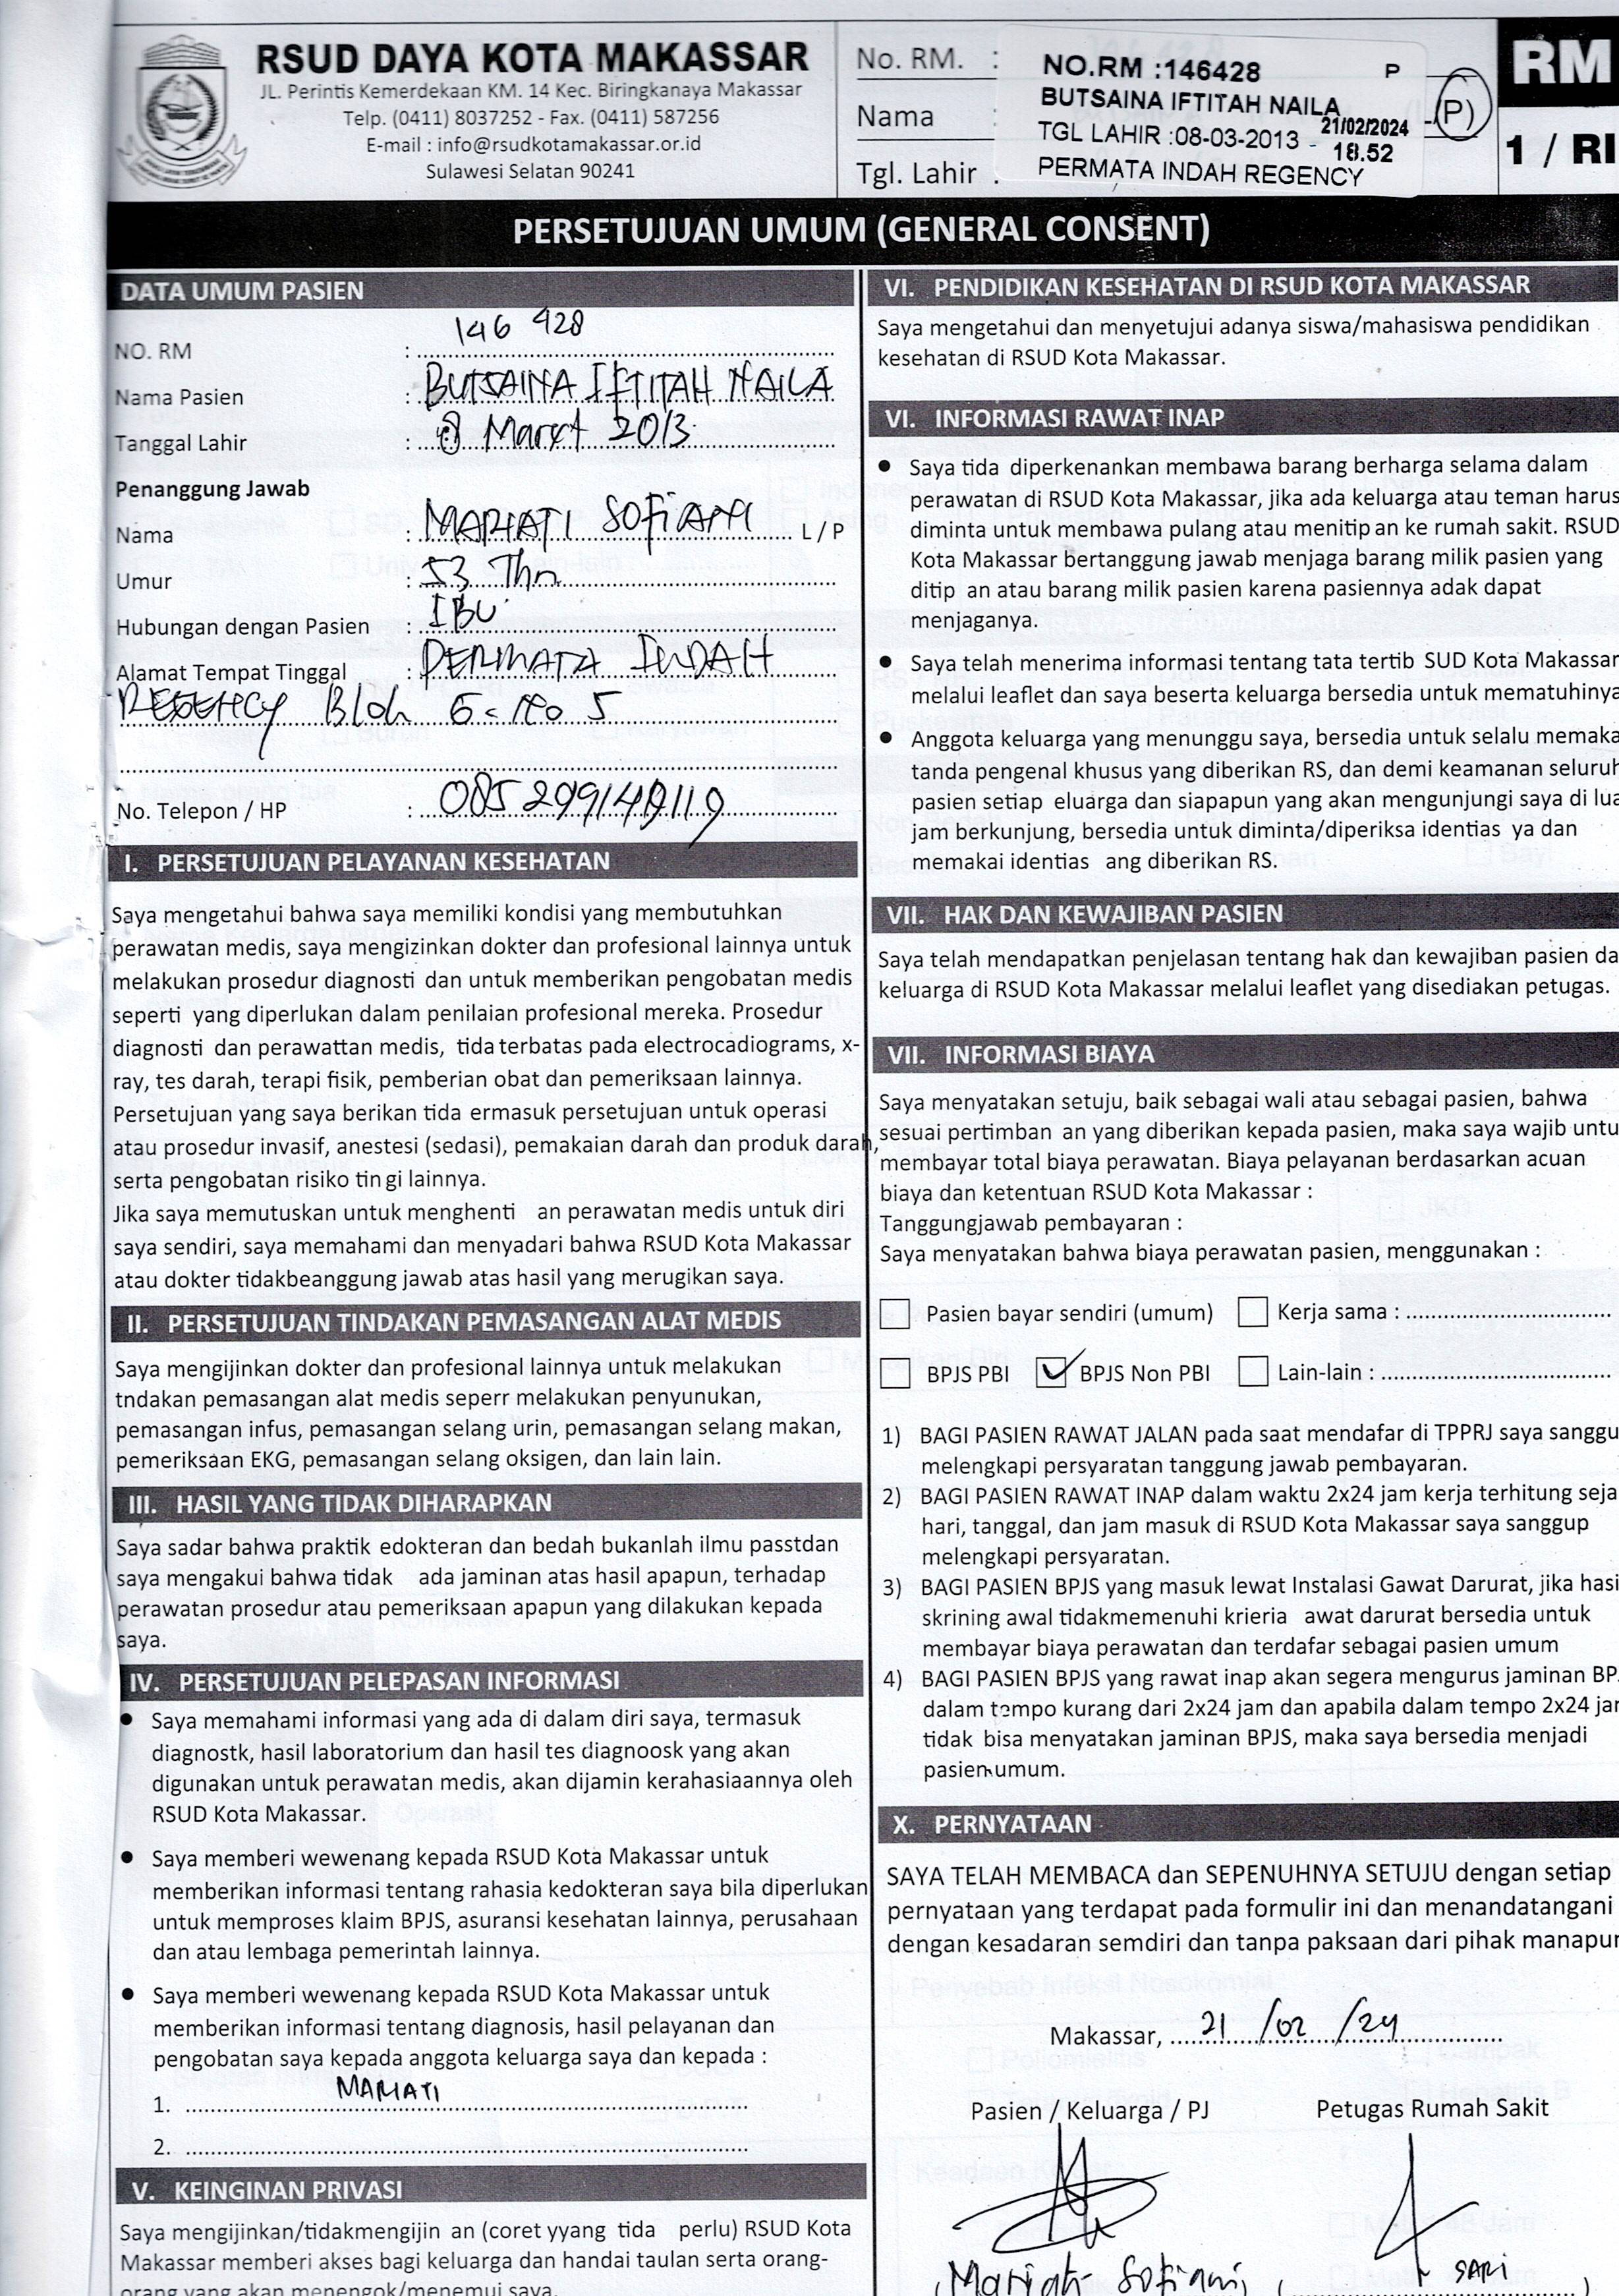 RSUD DAYA KOTA MAKASSAR
JL. Perintis Kemerdekaan KM. 14 Kec. Biringkanaya Makassar
Telp. (0411) 8037252 - Fax. (0411) 587256
E-mail : info@rsudkotamakassar.or.id
Sulawesi Selatan 90241
No. RM. :
Nama :
Tgl. Lahir :
NO.RM :146428 P
BUTSAINA IFTITAH NAILA
TGL LAHIR :08-03-2013 - 21/02/2024
18.52
PERMATA INDAH REGENCY
L/(P)
RM
1 / RI
PERSETUJUAN UMUM (GENERAL CONSENT)
DATA UMUM PASIEN
NO. RM : 146 428
Nama Pasien : BUTSAINA IFTITAH NAILA
Tanggal Lahir : 8 Maret 2013
Penanggung Jawab
Nama : MARIATI SOFIANI L / P
Umur : 53 Thn
Hubungan dengan Pasien : IBU
Alamat Tempat Tinggal : PERMATA INDAH
REGENCY Blok No 5
No. Telepon / HP :
I. PERSETUJUAN PELAYANAN KESEHATAN
Saya mengetahui bahwa saya memiliki kondisi yang membutuhkan
perawatan medis, saya mengizinkan dokter dan profesional lainnya untuk
melakukan prosedur diagnosti dan untuk memberikan pengobatan medis
seperti yang diperlukan dalam penilaian profesional mereka. Prosedur
diagnosti dan perawattan medis, tida terbatas pada electrocadiograms, x-
ray, tes darah, terapi fisik, pemberian obat dan pemeriksaan lainnya.
Persetujuan yang saya berikan tida ermasuk persetujuan untuk operasi
atau prosedur invasif, anestesi (sedasi), pemakaian darah dan produk darah,
serta pengobatan risiko tin gi lainnya.
Jika saya memutuskan untuk menghenti an perawatan medis untuk diri
saya sendiri, saya memahami dan menyadari bahwa RSUD Kota Makassar
atau dokter tidakbeanggung jawab atas hasil yang merugikan saya.
II. PERSETUJUAN TINDAKAN PEMASANGAN ALAT MEDIS
Saya mengijinkan dokter dan profesional lainnya untuk melakukan
tndakan pemasangan alat medis seperr melakukan penyunukan,
pemasangan infus, pemasangan selang urin, pemasangan selang makan,
pemeriksaan EKG, pemasangan selang oksigen, dan lain lain.
III. HASIL YANG TIDAK DIHARAPKAN
Saya sadar bahwa praktik edokteran dan bedah bukanlah ilmu passtdan
saya mengakui bahwa tidak ada jaminan atas hasil apapun, terhadap
perawatan prosedur atau pemeriksaan apapun yang dilakukan kepada
saya.
IV. PERSETUJUAN PELEPASAN INFORMASI
● Saya memahami informasi yang ada di dalam diri saya, termasuk
diagnostk, hasil laboratorium dan hasil tes diagnoosk yang akan
digunakan untuk perawatan medis, akan dijamin kerahasiaannya oleh
RSUD Kota Makassar.
● Saya memberi wewenang kepada RSUD Kota Makassar untuk
memberikan informasi tentang rahasia kedokteran saya bila diperlukan
untuk memproses klaim BPJS, asuransi kesehatan lainnya, perusahaan
dan atau lembaga pemerintah lainnya.
● Saya memberi wewenang kepada RSUD Kota Makassar untuk
memberikan informasi tentang diagnosis, hasil pelayanan dan
pengobatan saya kepada anggota keluarga saya dan kepada :
1. MARIATI
2.
V. KEINGINAN PRIVASI
Saya mengijinkan/tidakmengijin an (coret yyang tida perlu) RSUD Kota
Makassar memberi akses bagi keluarga dan handai taulan serta orang-
orang yang akan menengok/menemui saya.
VI. PENDIDIKAN KESEHATAN DI RSUD KOTA MAKASSAR
Saya mengetahui dan menyetujui adanya siswa/mahasiswa pendidikan
kesehatan di RSUD Kota Makassar.
VI. INFORMASI RAWAT INAP
● Saya tida diperkenankan membawa barang berharga selama dalam
perawatan di RSUD Kota Makassar, jika ada keluarga atau teman harus
diminta untuk membawa pulang atau menitip an ke rumah sakit. RSUD
Kota Makassar bertanggung jawab menjaga barang milik pasien yang
ditip an atau barang milik pasien karena pasiennya adak dapat
menjaganya.
● Saya telah menerima informasi tentang tata tertib SUD Kota Makassar
melalui leaflet dan saya beserta keluarga bersedia untuk mematuhinya
● Anggota keluarga yang menunggu saya, bersedia untuk selalu memaka
tanda pengenal khusus yang diberikan RS, dan demi keamanan seluruh
pasien setiap eluarga dan siapapun yang akan mengunjungi saya di lua
jam berkunjung, bersedia untuk diminta/diperiksa identias ya dan
memakai identias ang diberikan RS.
VII. HAK DAN KEWAJIBAN PASIEN
Saya telah mendapatkan penjelasan tentang hak dan kewajiban pasien da
keluarga di RSUD Kota Makassar melalui leaflet yang disediakan petugas.
VII. INFORMASI BIAYA
Saya menyatakan setuju, baik sebagai wali atau sebagai pasien, bahwa
sesuai pertimban an yang diberikan kepada pasien, maka saya wajib untu
membayar total biaya perawatan. Biaya pelayanan berdasarkan acuan
biaya dan ketentuan RSUD Kota Makassar :
Tanggungjawab pembayaran :
Saya menyatakan bahwa biaya perawatan pasien, menggunakan :
☐ Pasien bayar sendiri (umum) ☐ Kerja sama :
☐ BPJS PBI ☑ BPJS Non PBI ☐ Lain-lain :
1) BAGI PASIEN RAWAT JALAN pada saat mendafar di TPPRJ saya sanggu
melengkapi persyaratan tanggung jawab pembayaran.
2) BAGI PASIEN RAWAT INAP dalam waktu 2x24 jam kerja terhitung seja
hari, tanggal, dan jam masuk di RSUD Kota Makassar saya sanggup
melengkapi persyaratan.
3) BAGI PASIEN BPJS yang masuk lewat Instalasi Gawat Darurat, jika hasi
skrining awal tidakmemenuhi krieria awat darurat bersedia untuk
membayar biaya perawatan dan terdafar sebagai pasien umum
4) BAGI PASIEN BPJS yang rawat inap akan segera mengurus jaminan BPJ
dalam tempo kurang dari 2x24 jam dan apabila dalam tempo 2x24 jam
tidak bisa menyatakan jaminan BPJS, maka saya bersedia menjadi
pasien umum.
X. PERNYATAAN
SAYA TELAH MEMBACA dan SEPENUHNYA SETUJU dengan setiap
pernyataan yang terdapat pada formulir ini dan menandatangani
dengan kesadaran semdiri dan tanpa paksaan dari pihak manapun
Makassar, 21 /02 /24
Pasien / Keluarga / PJ Petugas Rumah Sakit
Mariati Sofiani SARI